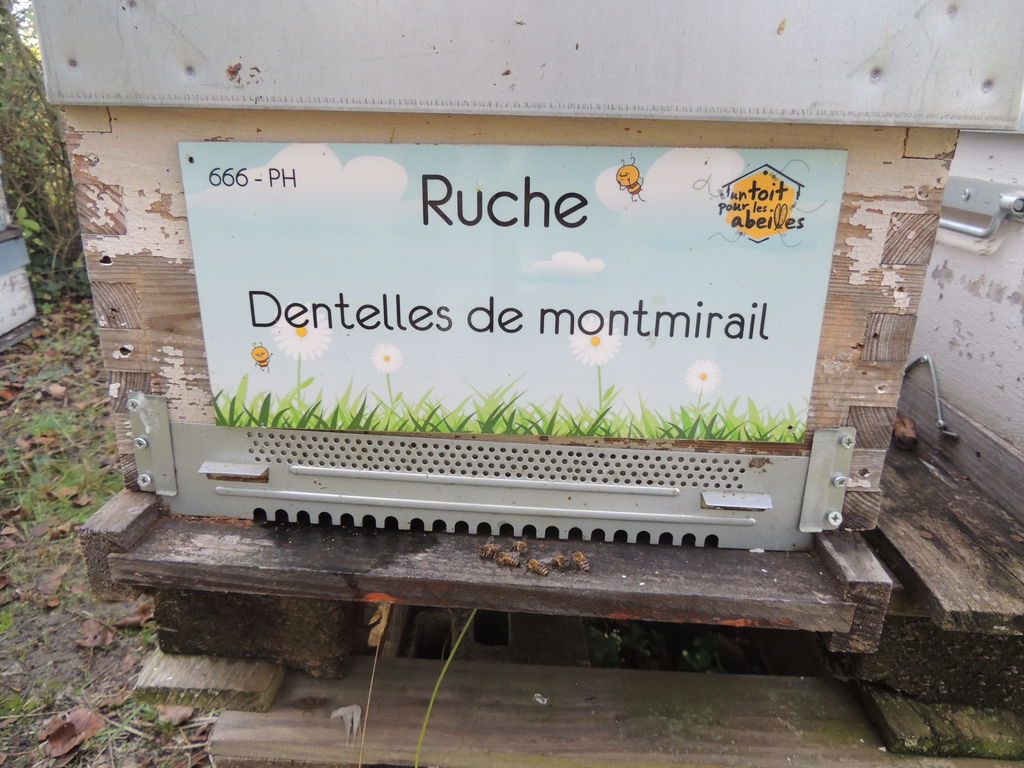 666 - PH
Ruche
un toit
pour les
abeilles
Dentelles de montmirail